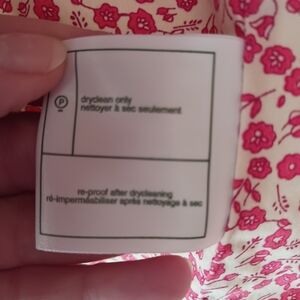 P
dryclean only
nettoyer à sec seulement
re-proof after drycleaning
ré-imperméabiliser après nettoyage à sec